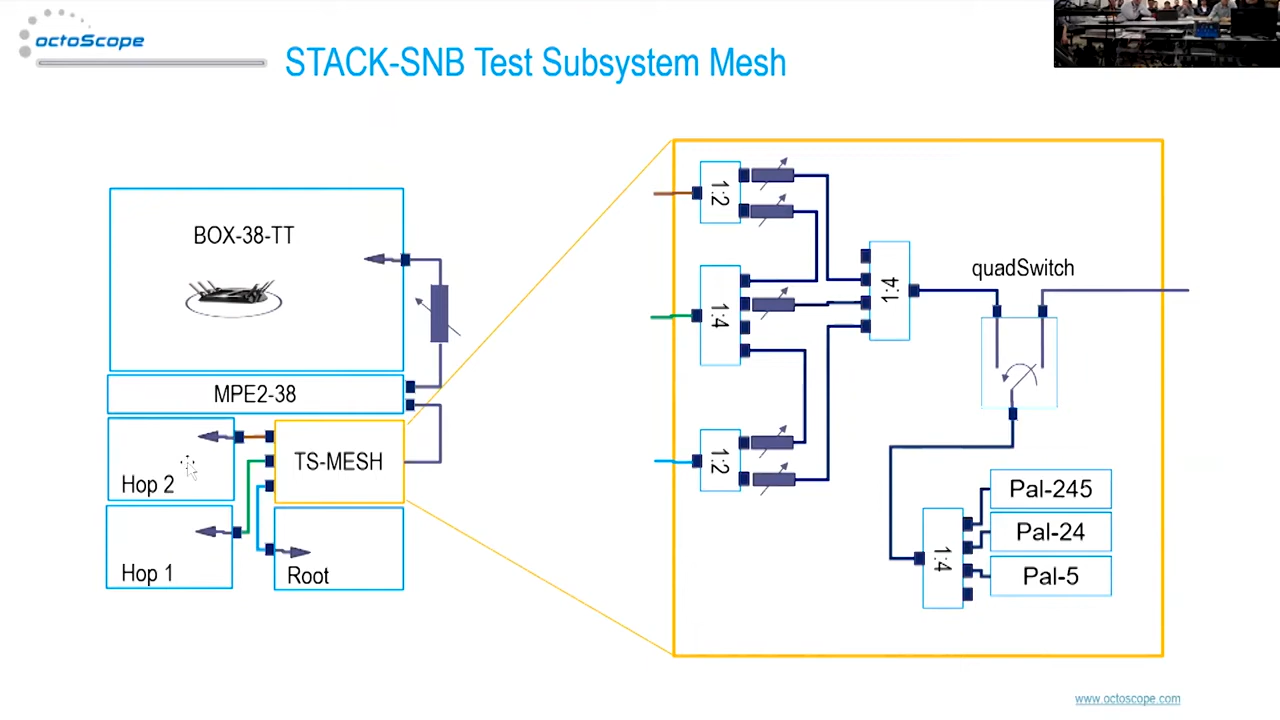 octoScope
STACK-SNB Test Subsystem Mesh
BOX-38-TT
MPE2-38
TS-MESH
Hop 2
Hop 1
Root
1:2
1:4
1:2
1:4
quadSwitch
1:4
Pal-245
Pal-24
Pal-5
www.octoscope.com